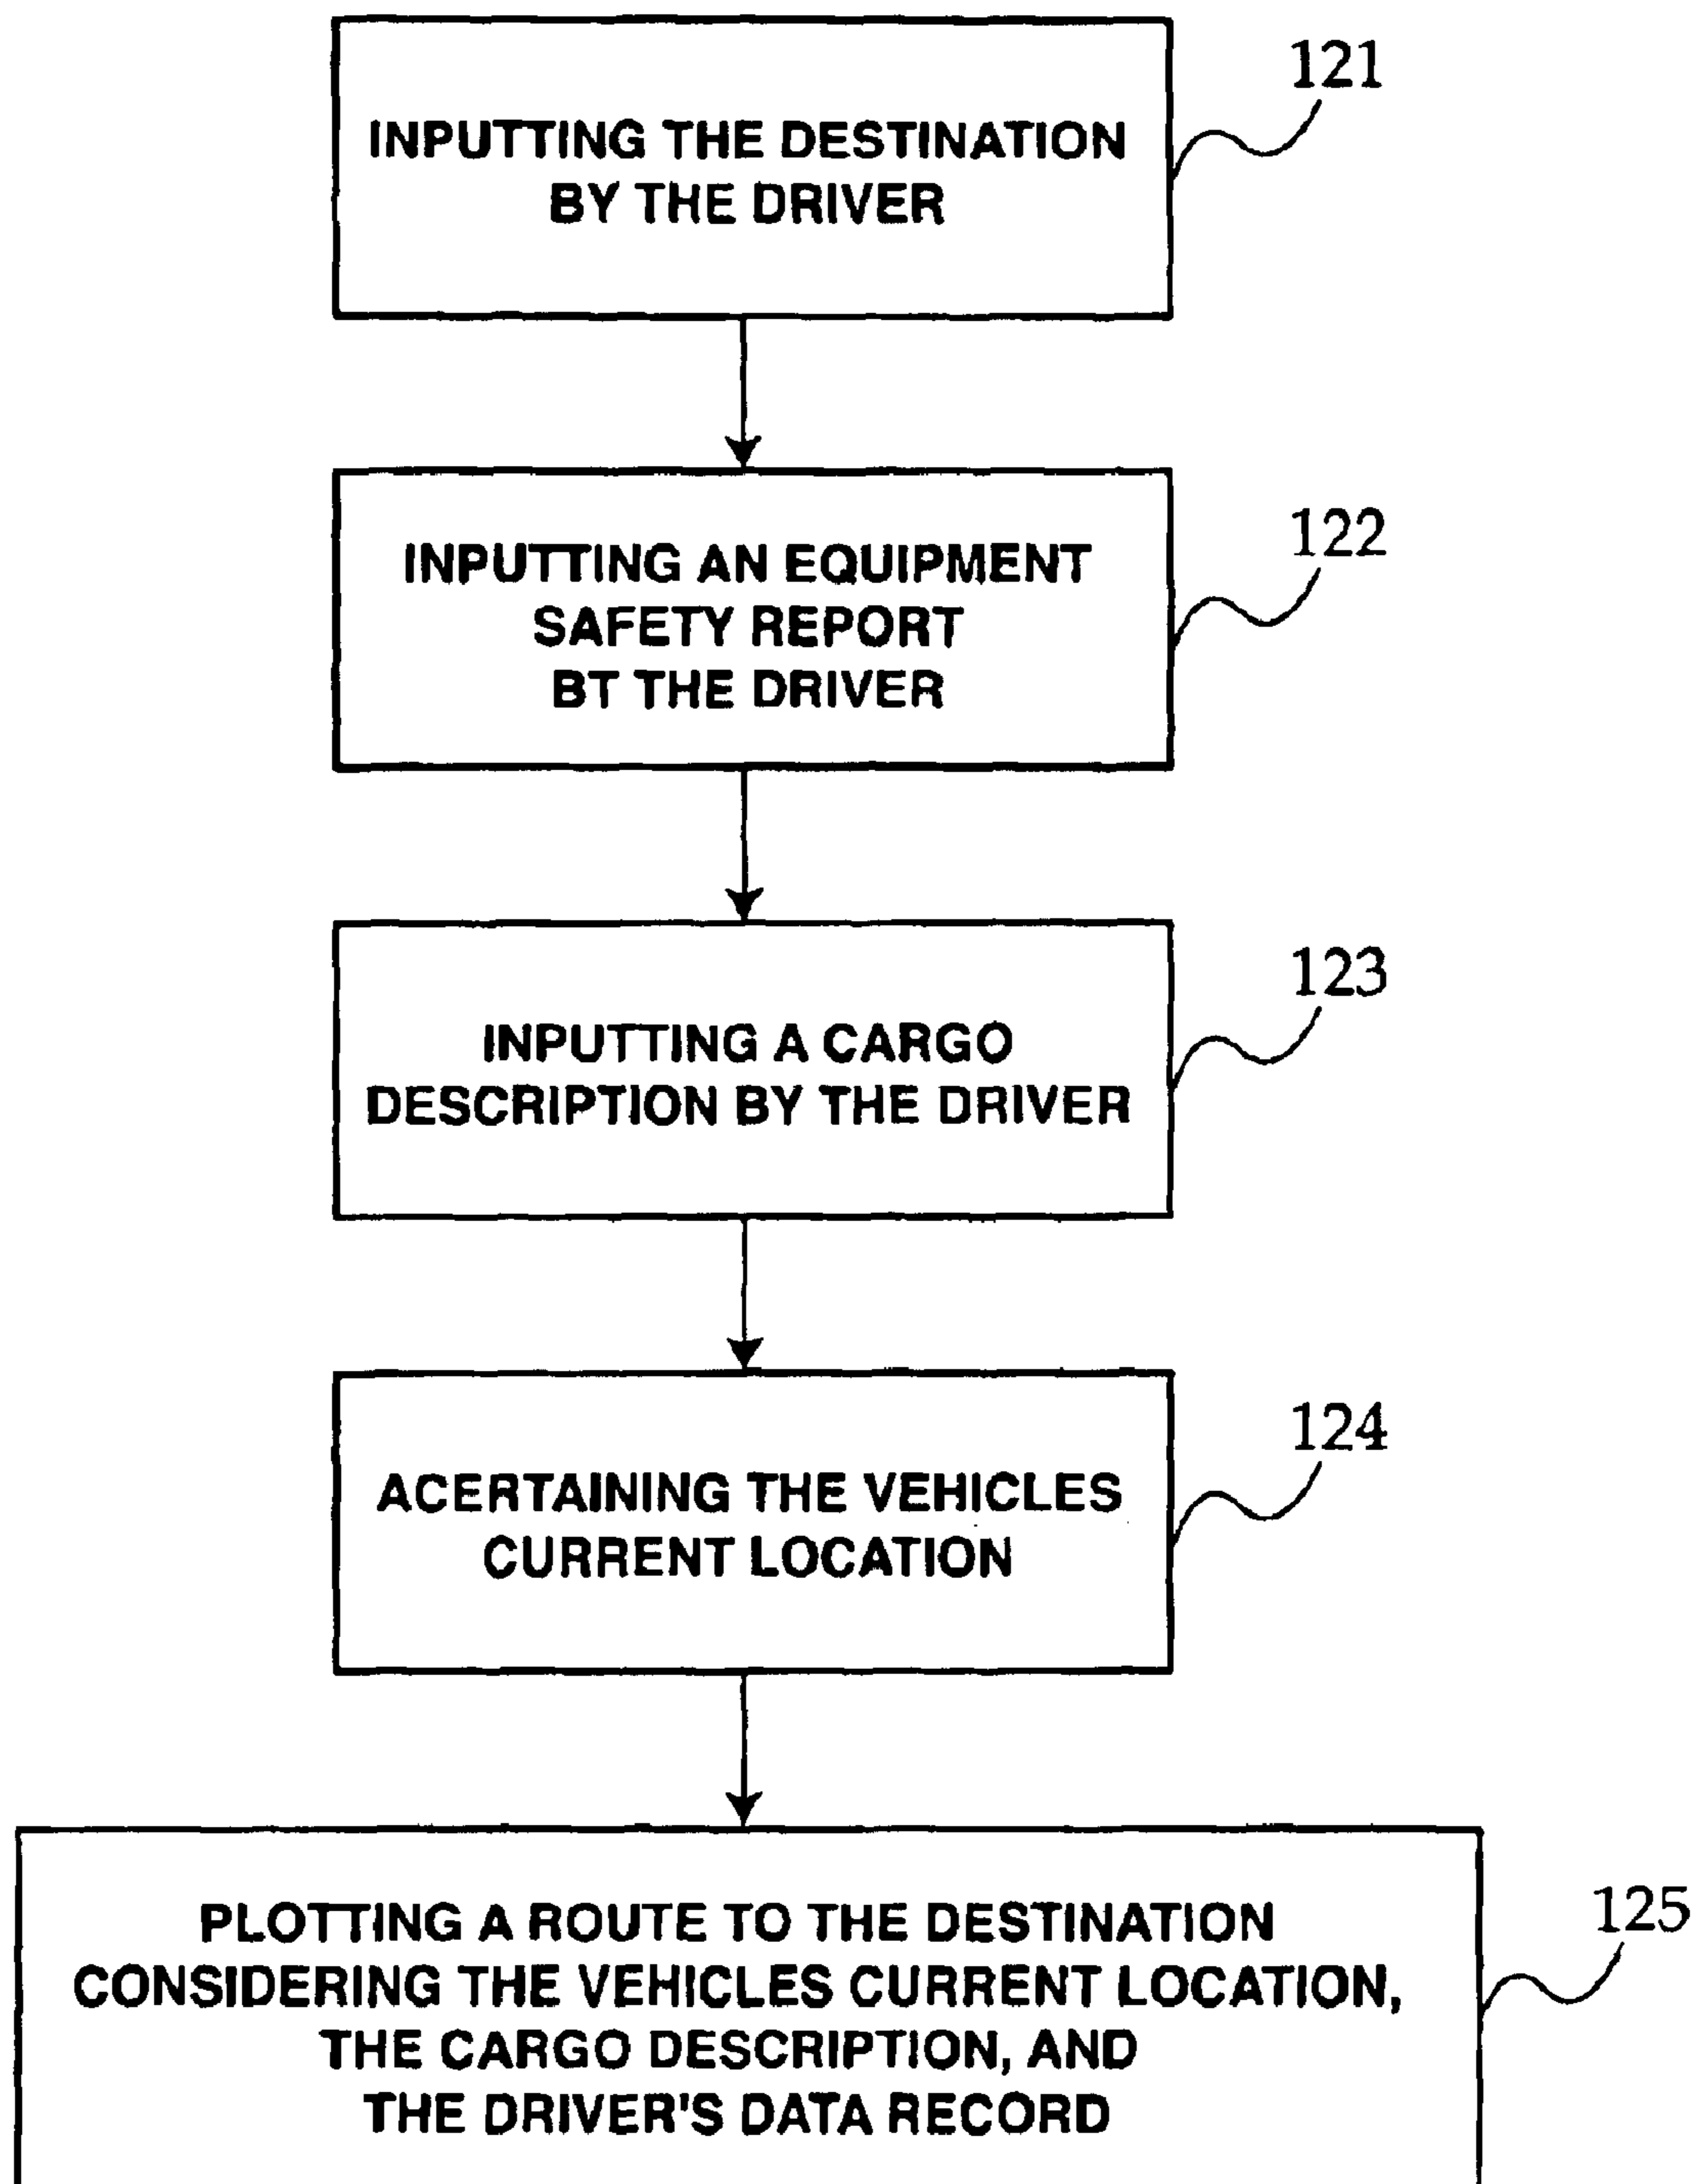 121
INPUTTING THE DESTINATION
BY THE DRIVER
122
INPUTTING AN EQUIPMENT
SAFETY REPORT
BT THE DRIVER
123
INPUTTING A CARGO
DESCRIPTION BY THE DRIVER
124
ACERTAINING THE VEHICLES
CURRENT LOCATION
125
PLOTTING A ROUTE TO THE DESTINATION
CONSIDERING THE VEHICLES CURRENT LOCATION,
THE CARGO DESCRIPTION, AND
THE DRIVER'S DATA RECORD